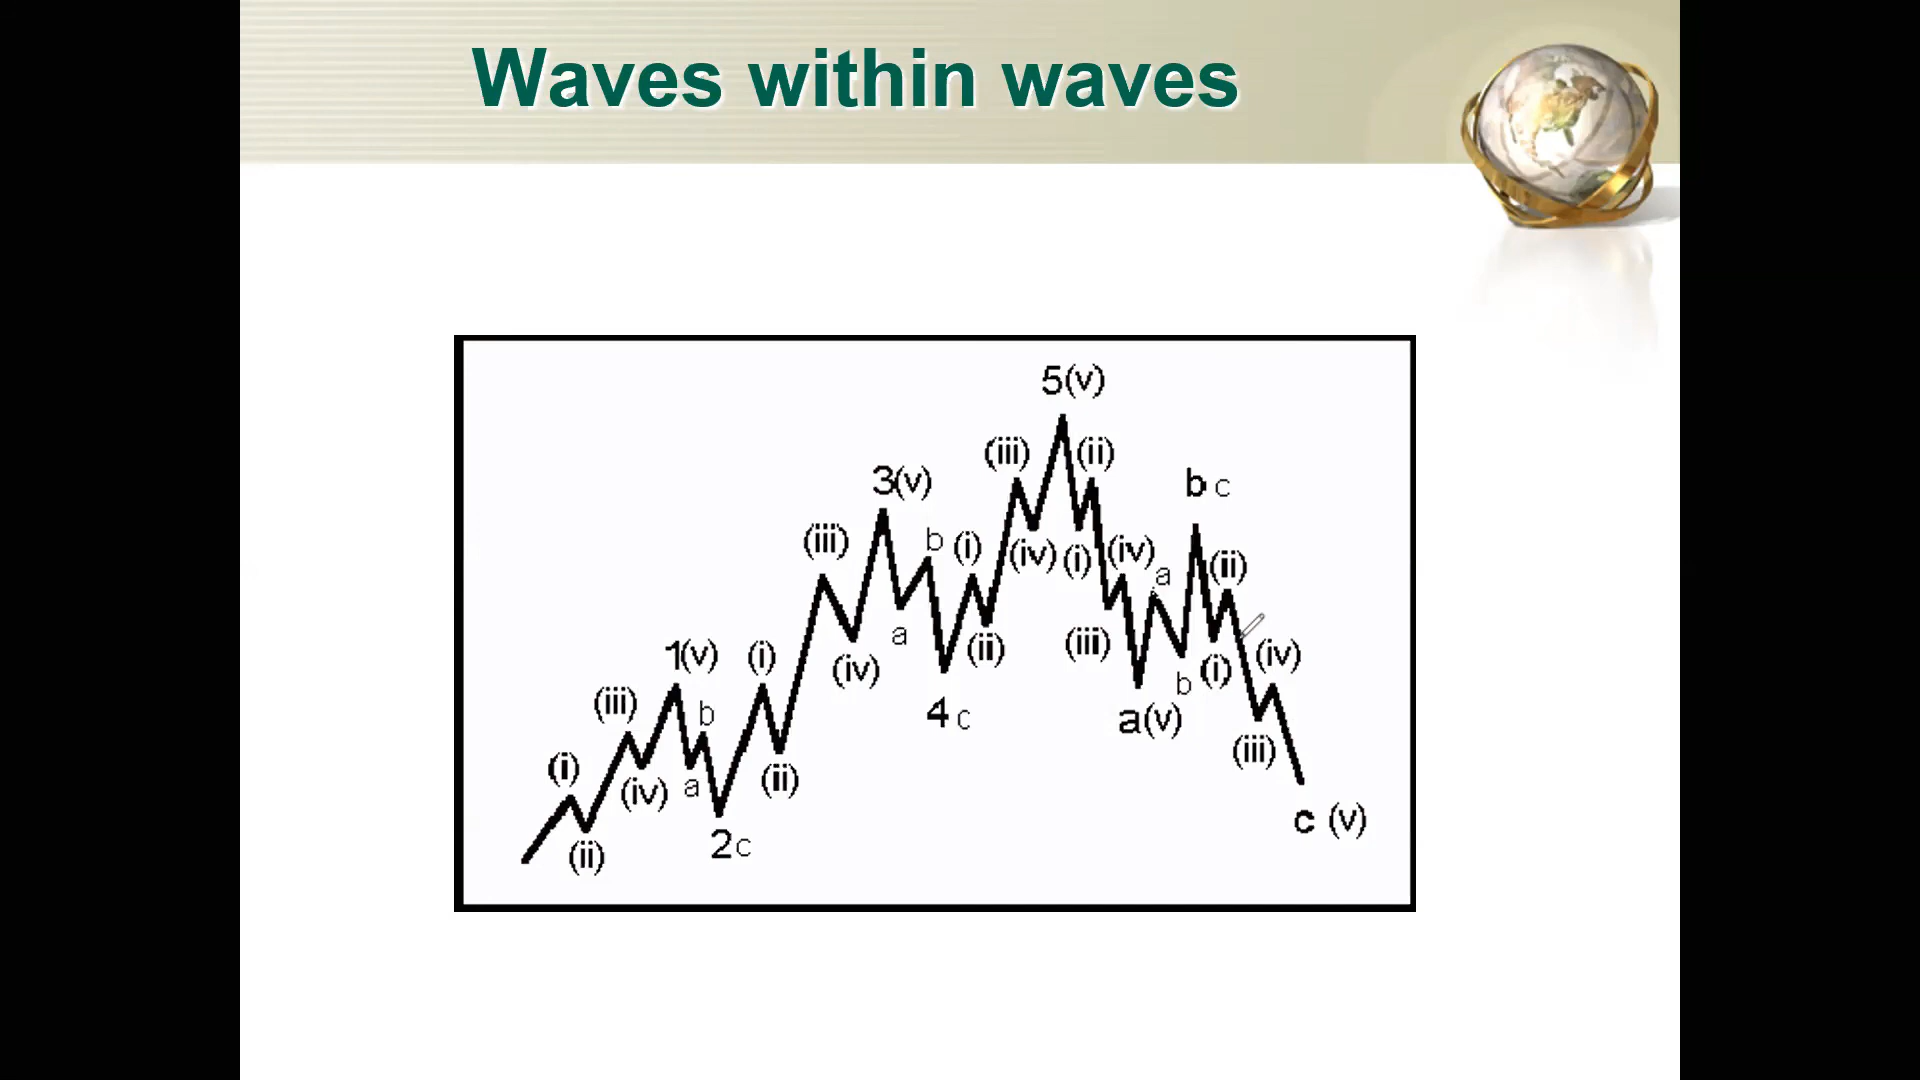 Waves within waves
5(v)
(iii)
(ii)
3(v)
b c
(iii)
b
(i)
(iv)
(i)
(iv)
a
(ii)
1(v)
(i)
(iv)
a
(ii)
(iii)
b
(i)
(iv)
(iii)
b
4 c
a(v)
(iii)
(i)
(iv)
a
(ii)
2c
c (v)
(ii)